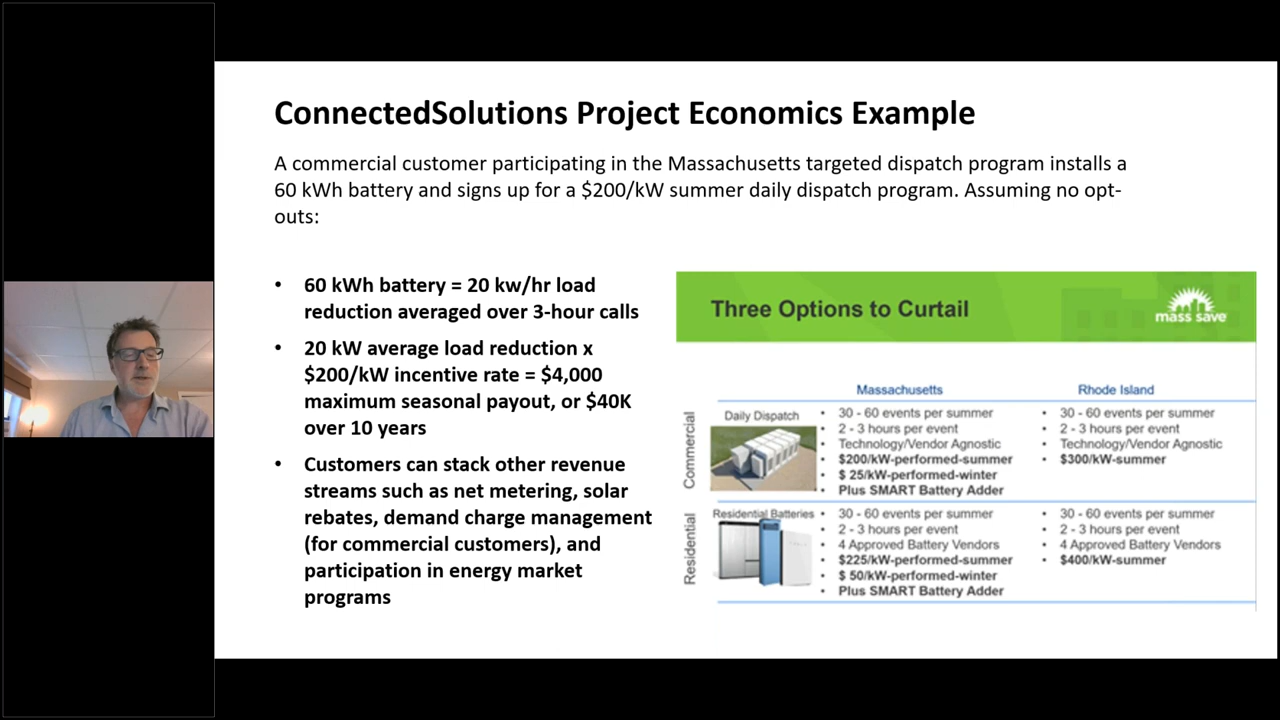 ConnectedSolutions Project Economics Example
A commercial customer participating in the Massachusetts targeted dispatch program installs a
60 kWh battery and signs up for a $200/kW summer daily dispatch program. Assuming no opt-
outs:
• 60 kWh battery = 20 kw/hr load
reduction averaged over 3-hour calls
• 20 kW average load reduction x
$200/kW incentive rate = $4,000
maximum seasonal payout, or $40K
over 10 years
• Customers can stack other revenue
streams such as net metering, solar
rebates, demand charge management
(for commercial customers), and
participation in energy market
programs
Three Options to Curtail
mass save
Massachusetts
Rhode Island
Commercial
Daily Dispatch
• 30 - 60 events per summer
• 2 - 3 hours per event
• Technology/Vendor Agnostic
• $200/kW-performed-summer
• $ 25/kW-performed-winter
• Plus SMART Battery Adder
• 30 - 60 events per summer
• 2 - 3 hours per event
• Technology/Vendor Agnostic
• $300/kW-summer
Residential
Residential Batteries
• 30 - 60 events per summer
• 2 - 3 hours per event
• 4 Approved Battery Vendors
• $225/kW-performed-summer
• $ 50/kW-performed-winter
• Plus SMART Battery Adder
• 30 - 60 events per summer
• 2 - 3 hours per event
• 4 Approved Battery Vendors
• $400/kW-summer